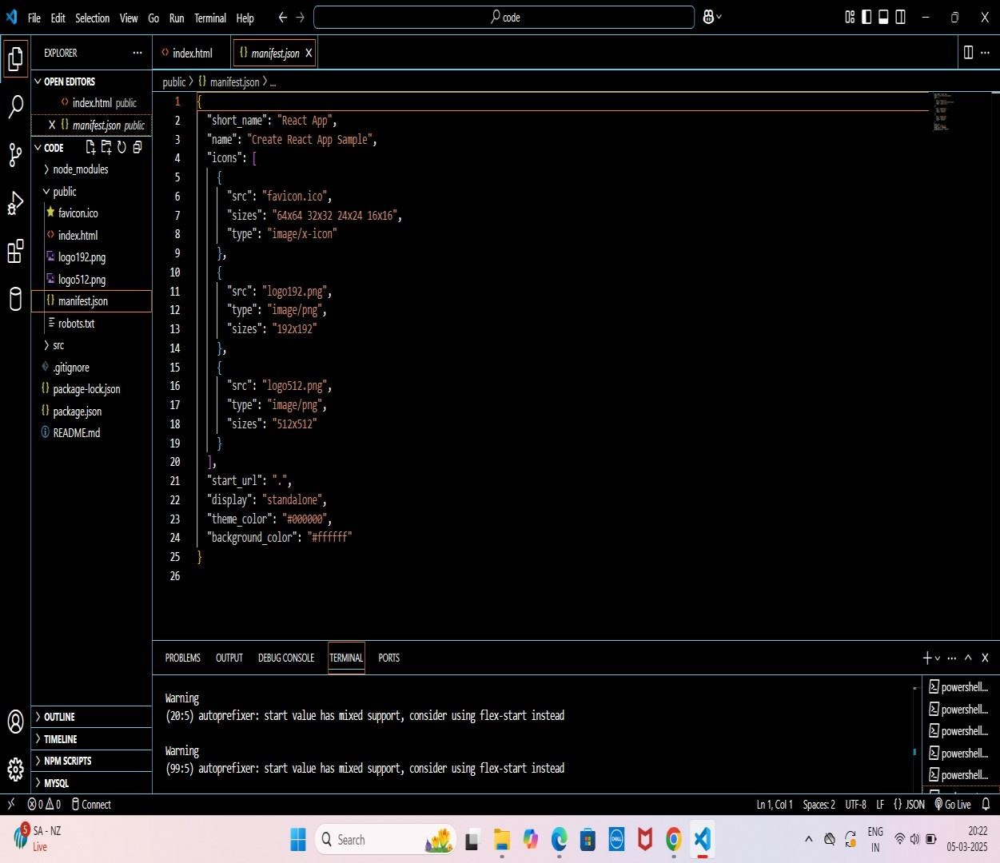 File Edit Selection View Go Run Terminal Help
code
EXPLORER
OPEN EDITORS
index.html public
X manifest.json public
CODE
node_modules
public
favicon.ico
index.html
logo192.png
logo512.png
manifest.json
robots.txt
src
.gitignore
package-lock.json
package.json
README.md
OUTLINE
TIMELINE
NPM SCRIPTS
MYSQL
index.html
{} manifest.json X
public > {} manifest.json > ...
1 {
2 "short_name": "React App",
3 "name": "Create React App Sample",
4 "icons": [
5 {
6 "src": "favicon.ico",
7 "sizes": "64x64 32x32 24x24 16x16",
8 "type": "image/x-icon"
9 },
10 {
11 "src": "logo192.png",
12 "type": "image/png",
13 "sizes": "192x192"
14 },
15 {
16 "src": "logo512.png",
17 "type": "image/png",
18 "sizes": "512x512"
19 }
20 ],
21 "start_url": ".",
22 "display": "standalone",
23 "theme_color": "#000000",
24 "background_color": "#ffffff"
25 }
26
PROBLEMS OUTPUT DEBUG CONSOLE TERMINAL PORTS
Warning
(20:5) autoprefixer: start value has mixed support, consider using flex-start instead
Warning
(99:5) autoprefixer: start value has mixed support, consider using flex-start instead
powershell...
powershell...
powershell...
powershell...
powershell...
0 0 Connect
Ln 1, Col 1 Spaces: 2 UTF-8 LF {} JSON Go Live
5 SA - NZ
Live
Search
DELL
ENG
IN
20:22
05-03-2025